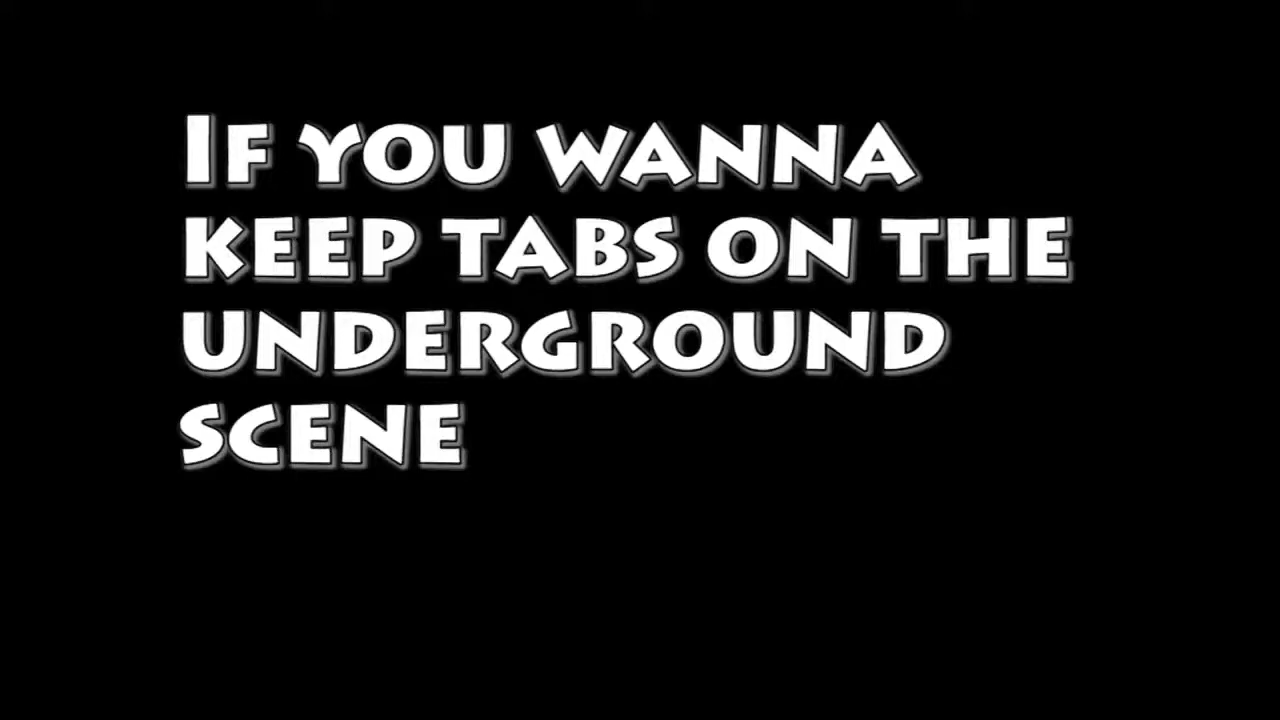 If you wanna
keep tabs on the
underground
scene